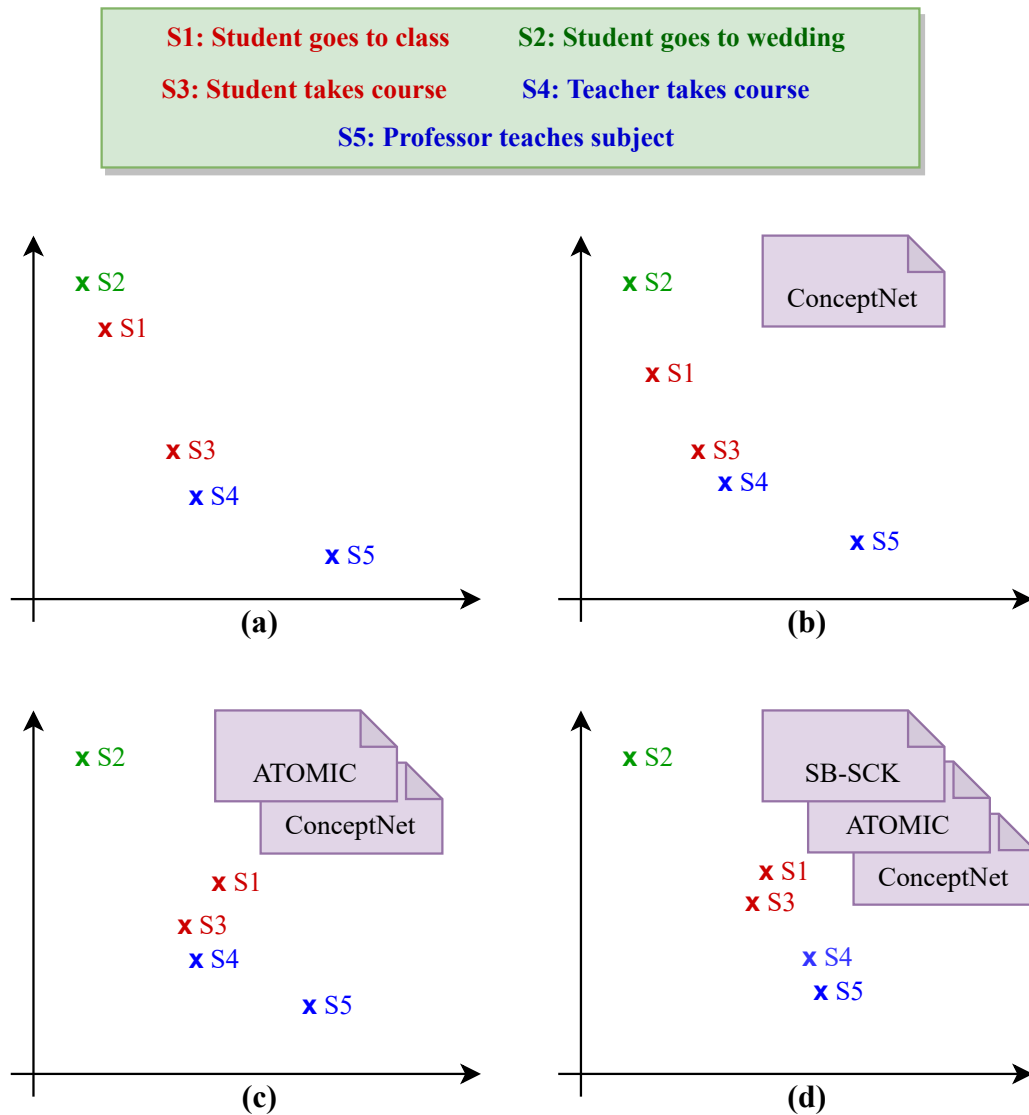 S1: Student goes to class S2: Student goes to wedding
S3: Student takes course S4: Teacher takes course
S5: Professor teaches subject
x S2
x S1
x S3
x S4
x S5
(a)
x S2
ConceptNet
x S1
x S3
x S4
x S5
(b)
x S2
ATOMIC
ConceptNet
x S1
x S3
x S4
x S5
(c)
x S2
SB-SCK
ATOMIC
ConceptNet
x S1
x S3
x S4
x S5
(d)